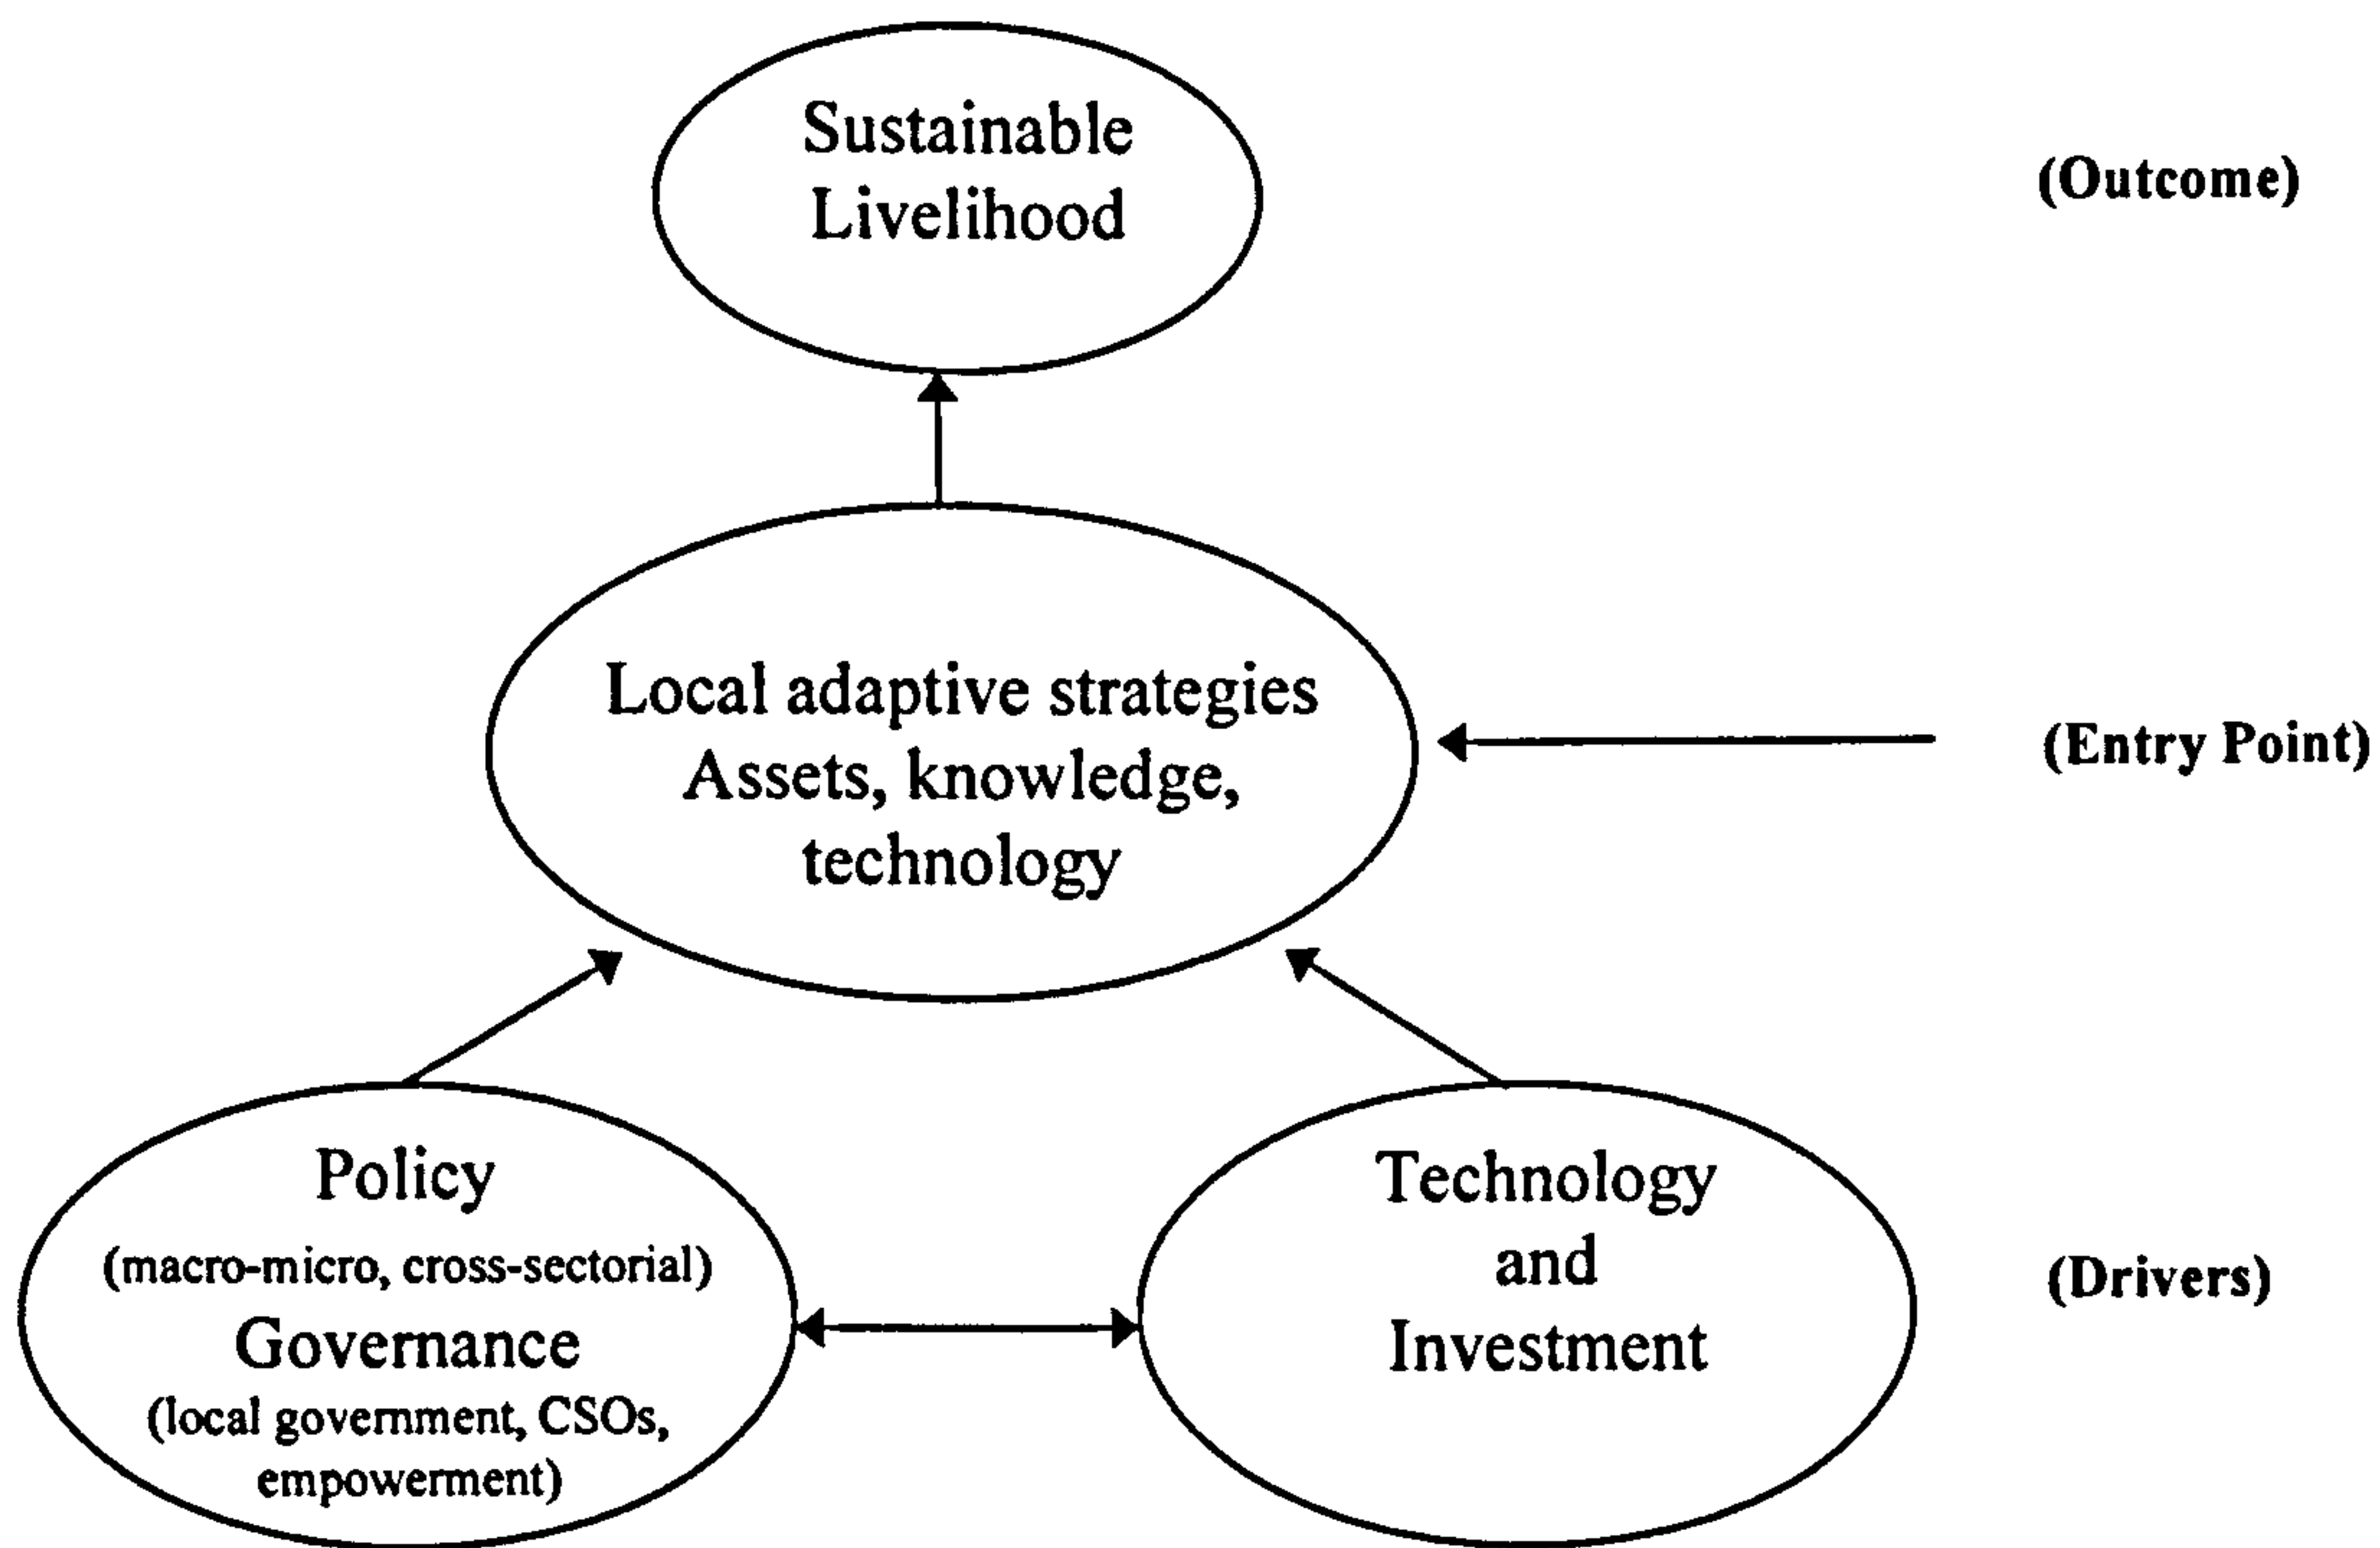 Sustainable
Livelihood
(Outcome)
Local adaptive strategies
Assets, knowledge,
technology
(Entry Point)
Policy
(macro-micro, cross-sectorial)
Governance
(local government, CSOs,
empowerment)
Technology
and
Investment
(Drivers)